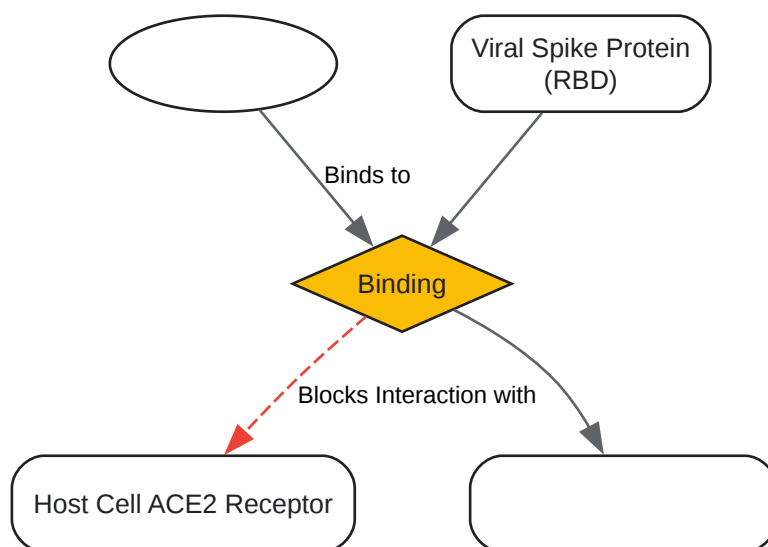 Viral Spike Protein
(RBD)
Binds to
Binding
Blocks Interaction with
Host Cell ACE2 Receptor